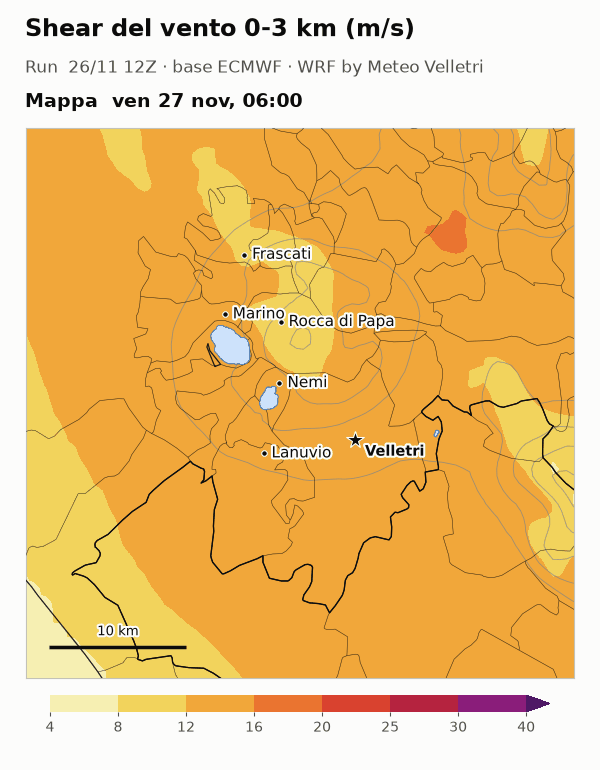 Shear del vento 0-3 km (m/s)
Run  26/11 12Z · base ECMWF · WRF by Meteo Velletri
Mappa  ven 27 nov, 06:00
Frascati
Marino
Rocca di Papa
Nemi
Velletri
Lanuvio
10 km
4 8 12 16 20 25 30 40